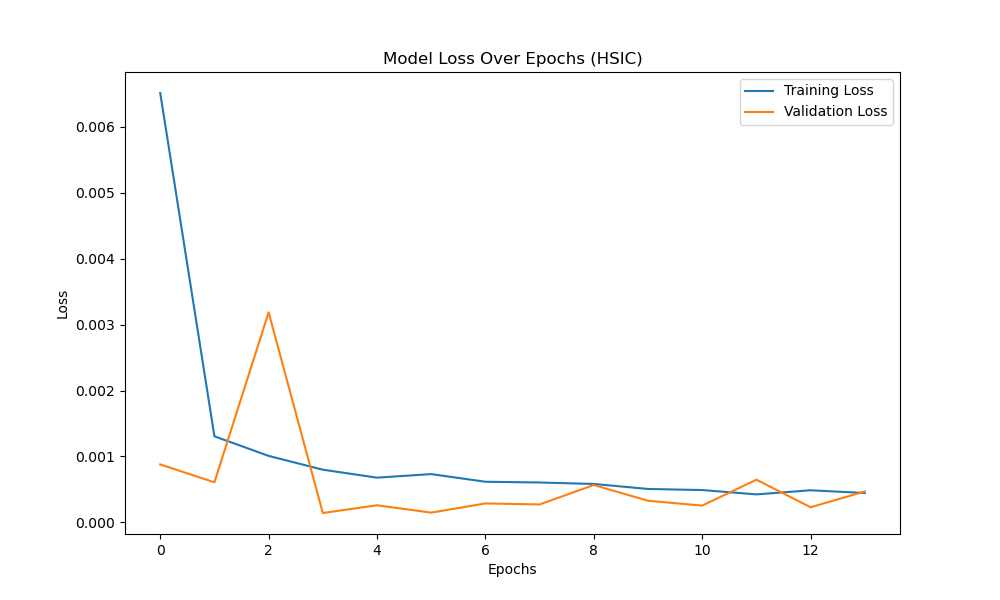 Model Loss Over Epochs (HSIC)
Training Loss
Validation Loss
0.006
0.005
0.004
0.003
0.002
0.001
0.000
Loss
0 2 4 6 8 10 12
Epochs